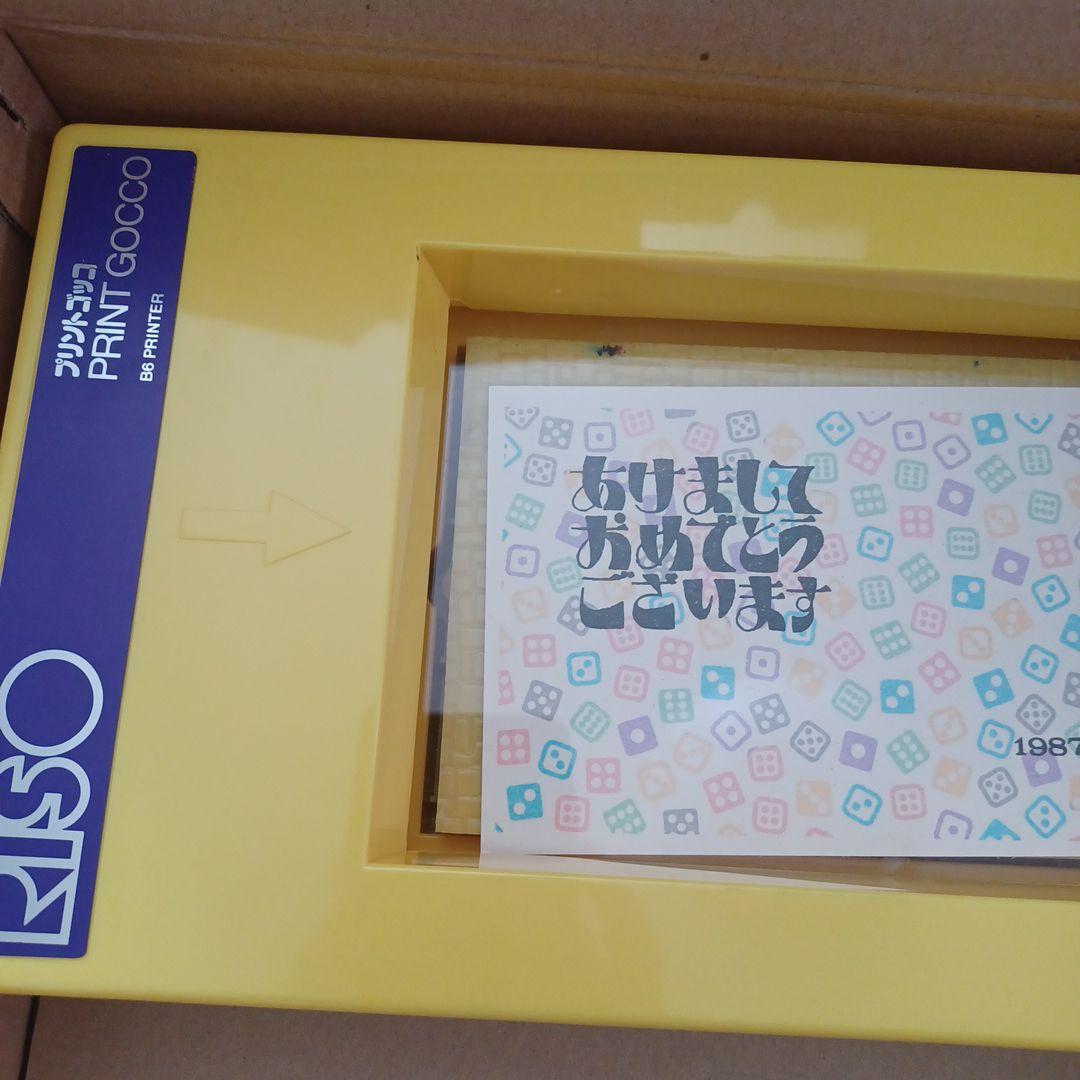 プリントゴッコ
PRINT GOCCO
B6 PRINTER
RISO
あけまして
おめでとう
ございます
1987